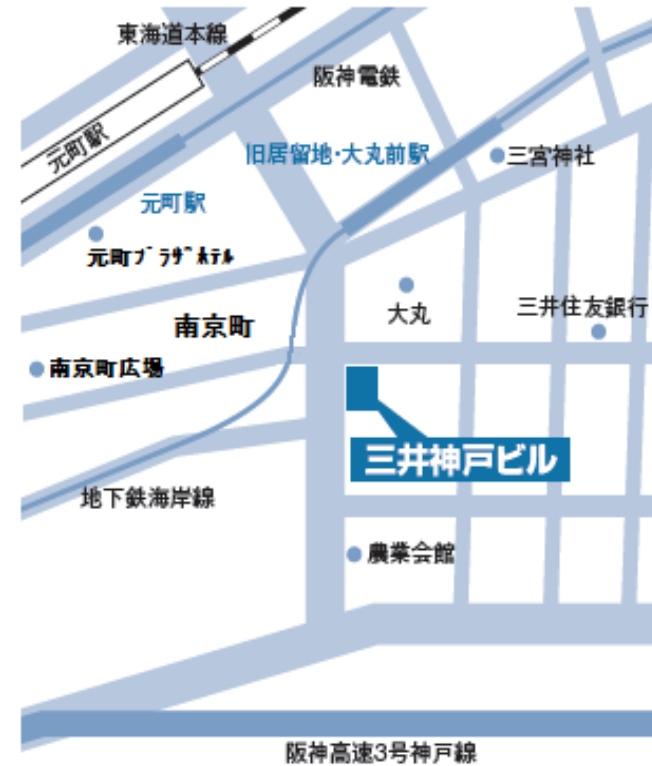 東海道本線
阪神電鉄
元町駅
旧居留地・大丸前駅
三宮神社
元町駅
元町プラザホテル
大丸
三井住友銀行
南京町
南京町広場
三井神戸ビル
地下鉄海岸線
農業会館
阪神高速3号神戸線